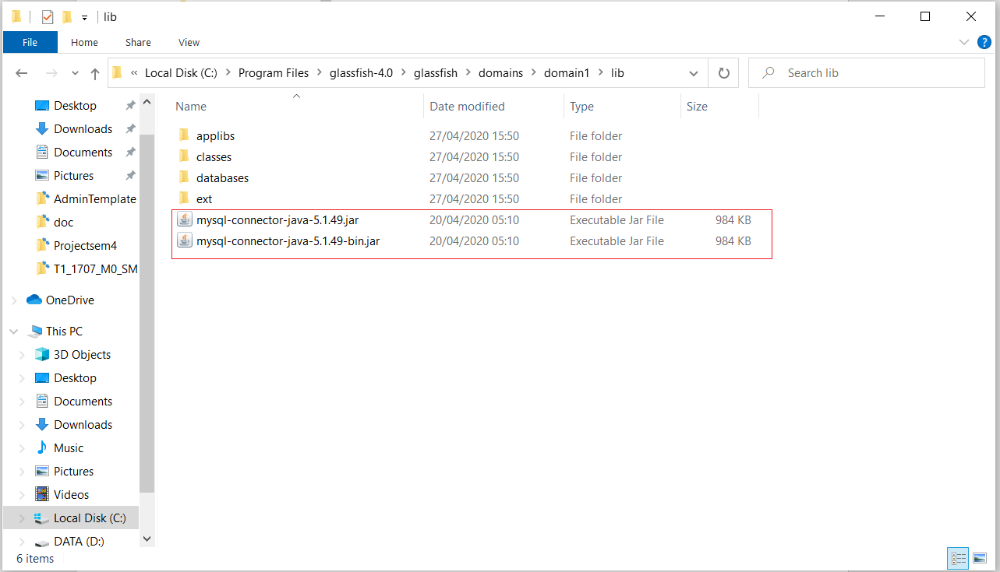 lib
File Home Share View
?
« Local Disk (C:) > Program Files > glassfish-4.0 > glassfish > domains > domain1 > lib
Search lib
Desktop
Downloads
Documents
Pictures
AdminTemplate
doc
Projectsem4
T1_1707_M0_SM
OneDrive
This PC
3D Objects
Desktop
Documents
Downloads
Music
Pictures
Videos
Local Disk (C:)
DATA (D:)
Name Date modified Type Size
applibs 27/04/2020 15:50 File folder
classes 27/04/2020 15:50 File folder
databases 27/04/2020 15:50 File folder
ext 27/04/2020 15:50 File folder
mysql-connector-java-5.1.49.jar 20/04/2020 05:10 Executable Jar File 984 KB
mysql-connector-java-5.1.49-bin.jar 20/04/2020 05:10 Executable Jar File 984 KB
6 items